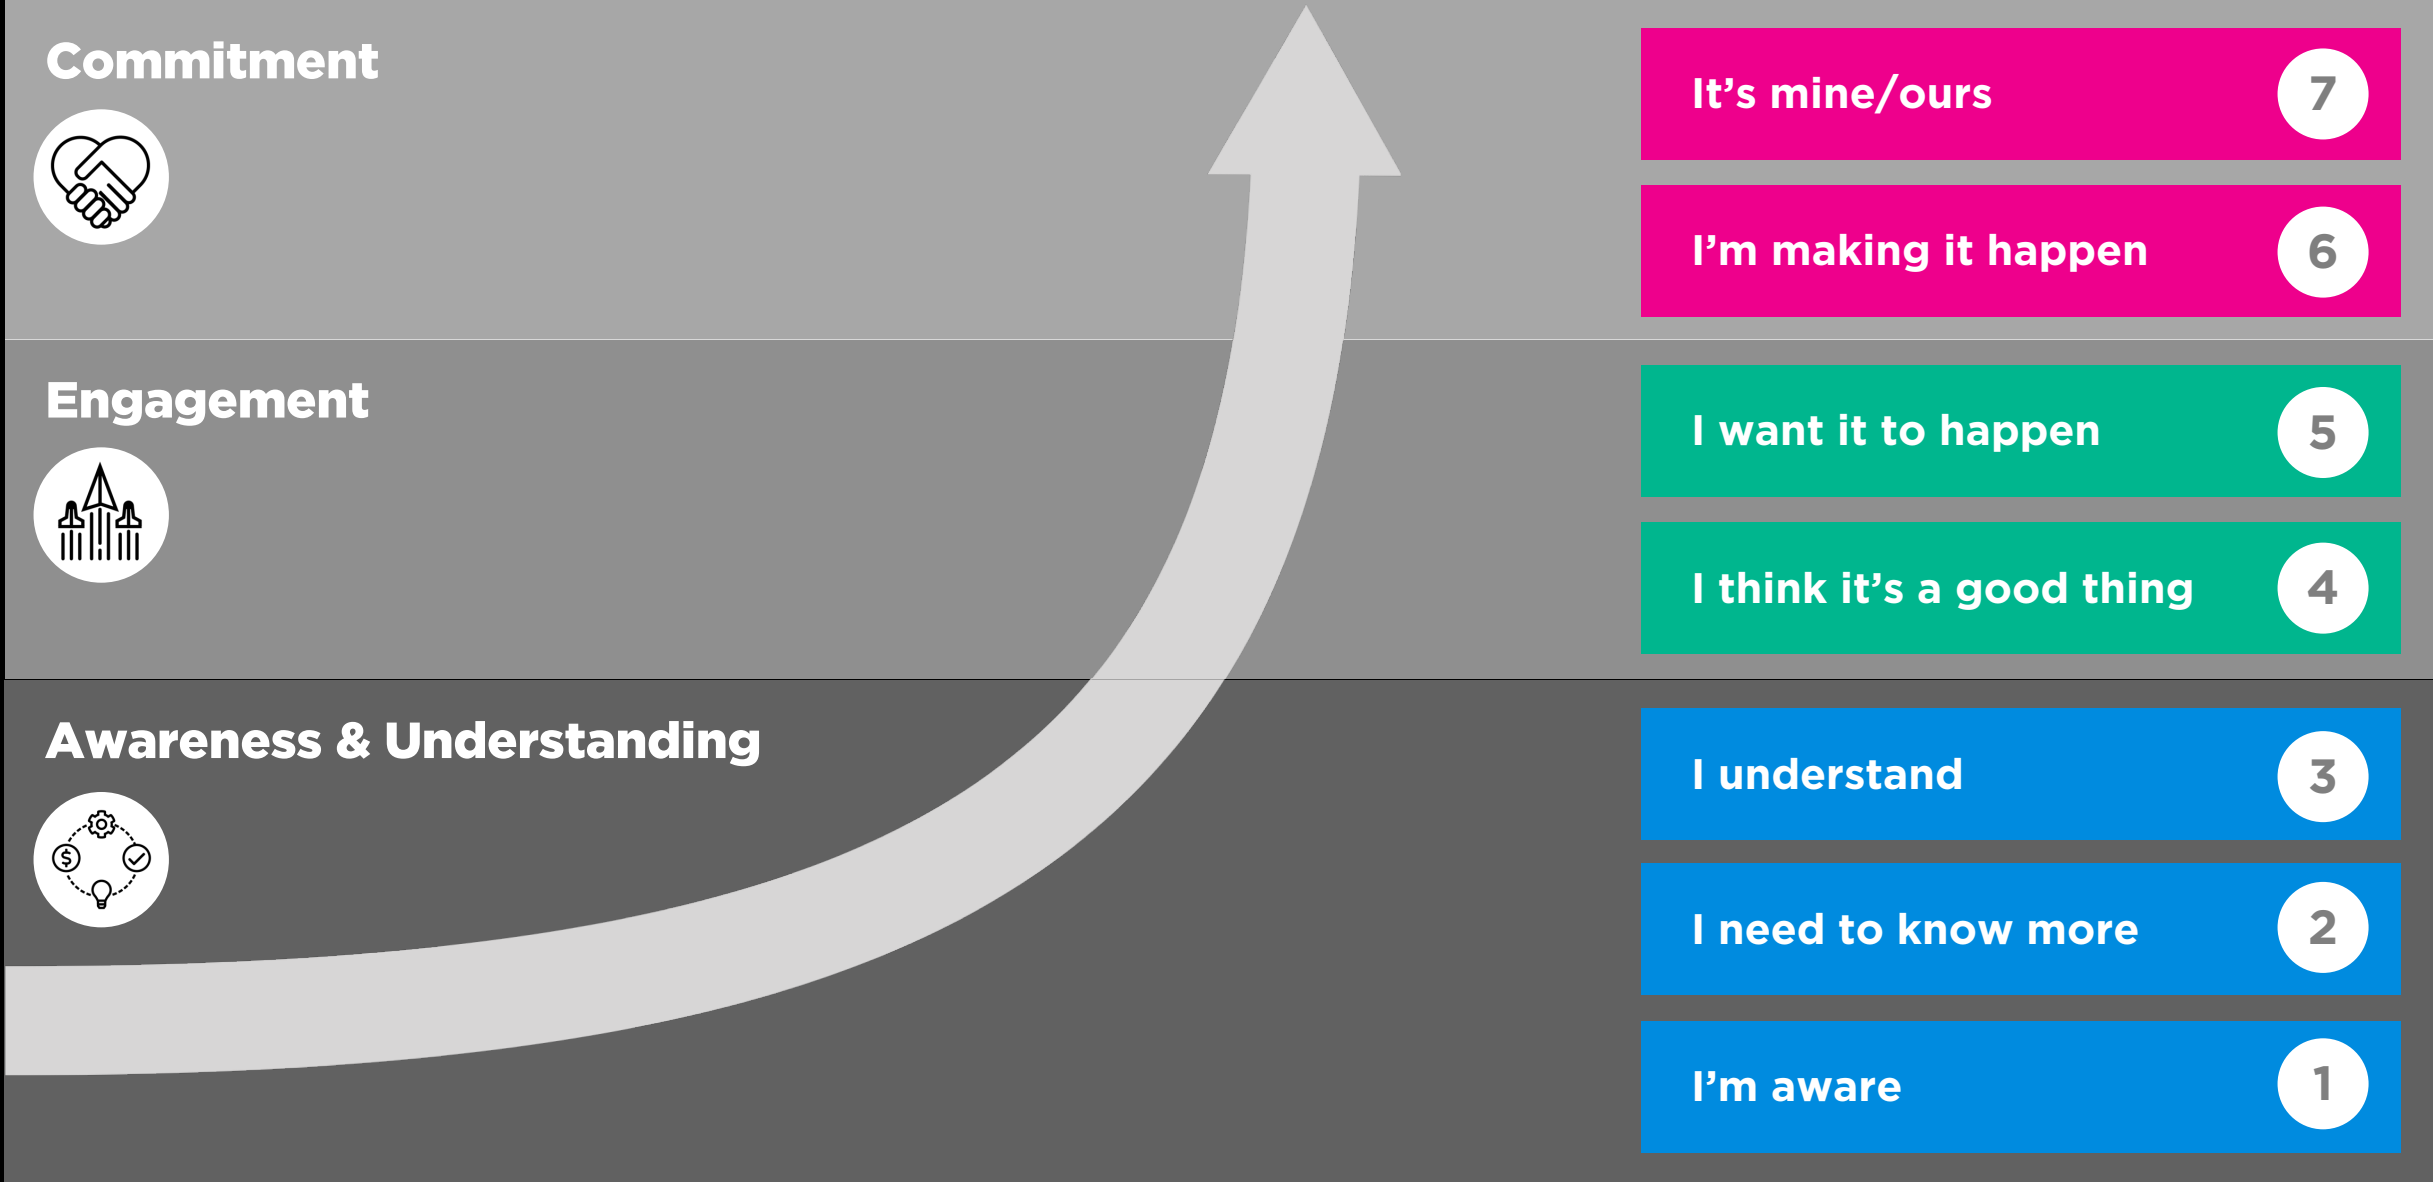 Commitment
It’s mine/ours 7
I’m making it happen 6
Engagement
I want it to happen 5
I think it’s a good thing 4
Awareness & Understanding
$
I understand 3
I need to know more 2
I’m aware 1